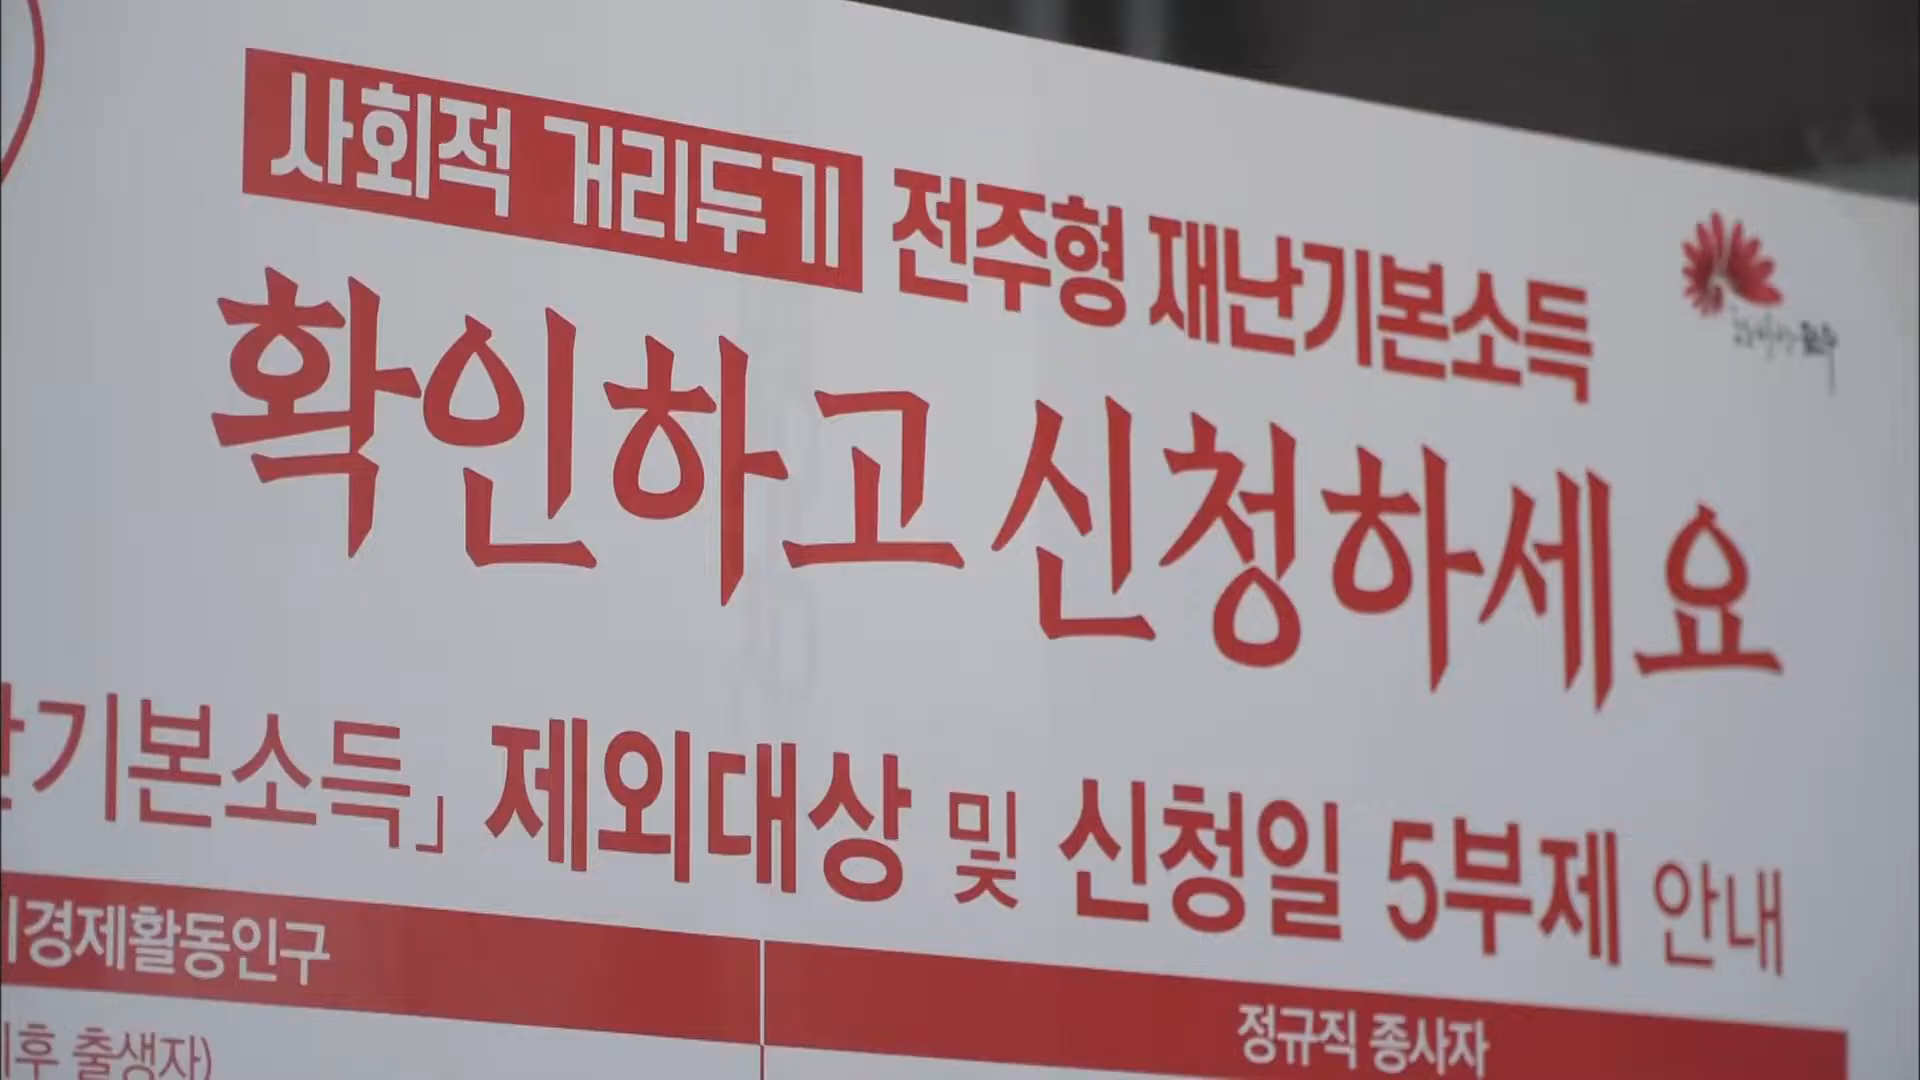 사회적 거리두기 전주형 재난기본소득
확인하고 신청하세요
기본소득」 제외대상 및 신청일 5부제 안내
경제활동인구
정규직 종사자
후 출생자)